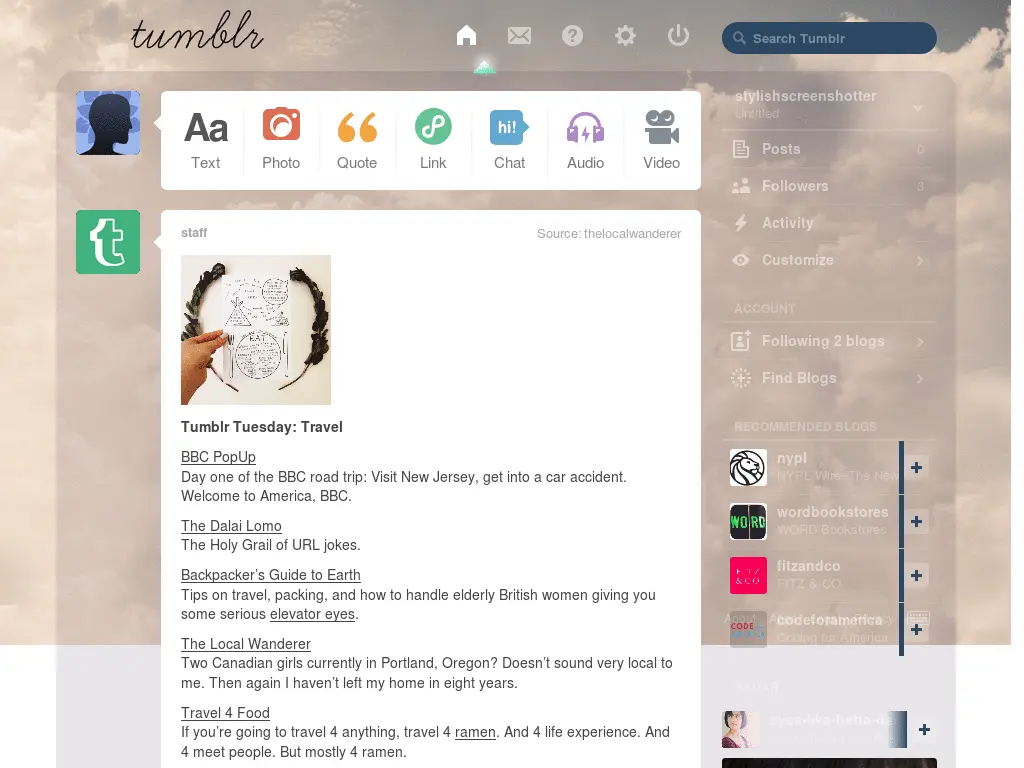 tumblr
Search Tumblr
Aa
Text
Photo
Quote
Link
hi!
Chat
Audio
Video
stylishscreenshotter
Untitled
Posts 0
Followers 3
Activity
Customize
ACCOUNT
Following 2 blogs
Find Blogs
RECOMMENDED BLOGS
nypl
NYPL Wire—The New
wordbookstores
WORD Bookstores
WORD
fitzandco
FITZ & CO
FITZ
& CO
codeforamerica
Coding for America
CODE
staff
Source: thelocalwanderer
EAT
Tumblr Tuesday: Travel
BBC PopUp
Day one of the BBC road trip: Visit New Jersey, get into a car accident.
Welcome to America, BBC.
The Dalai Lomo
The Holy Grail of URL jokes.
Backpacker’s Guide to Earth
Tips on travel, packing, and how to handle elderly British women giving you
some serious elevator eyes.
The Local Wanderer
Two Canadian girls currently in Portland, Oregon? Doesn’t sound very local to
me. Then again I haven’t left my home in eight years.
Travel 4 Food
If you’re going to travel 4 anything, travel 4 ramen. And 4 life experience. And
4 meet people. But mostly 4 ramen.